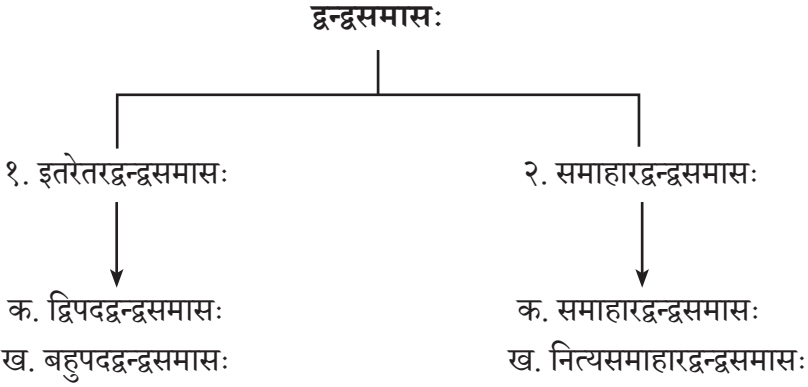 द्वन्द्वसमासः
१. इतरेतरद्वन्द्वसमासः
२. समाहारद्वन्द्वसमासः
क. द्विपदद्वन्द्वसमासः
ख. बहुपदद्वन्द्वसमासः
क. समाहारद्वन्द्वसमासः
ख. नित्यसमाहारद्वन्द्वसमासः